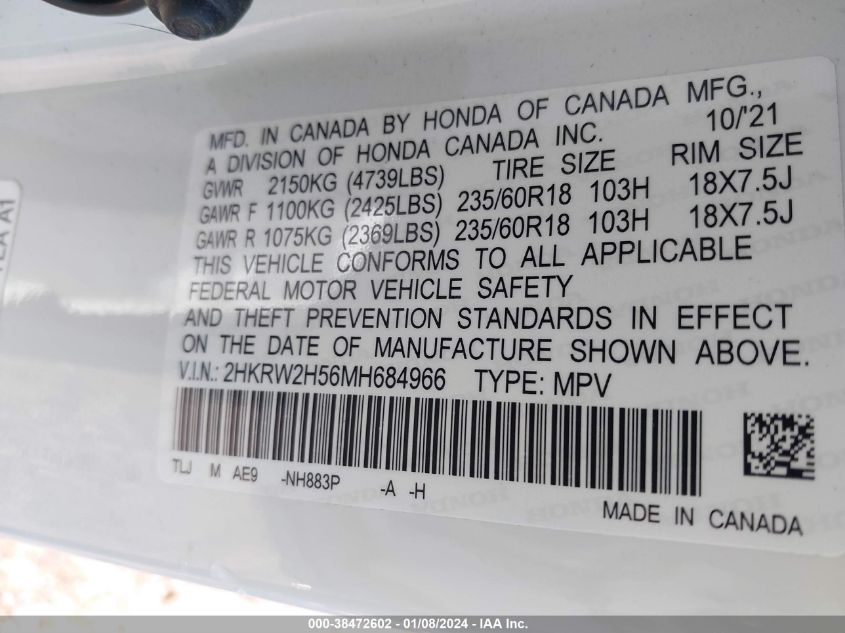 MFD. IN CANADA BY HONDA OF CANADA MFG.,
A DIVISION OF HONDA CANADA INC. 10/'21
GVWR 2150KG (4739LBS) TIRE SIZE RIM SIZE
GAWR F 1100KG (2425LBS) 235/60R18 103H 18X7.5J
GAWR R 1075KG (2369LBS) 235/60R18 103H 18X7.5J
THIS VEHICLE CONFORMS TO ALL APPLICABLE
FEDERAL MOTOR VEHICLE SAFETY
AND THEFT PREVENTION STANDARDS IN EFFECT
ON THE DATE OF MANUFACTURE SHOWN ABOVE.
V.I.N.: 2HKRW2H56MH684966 TYPE: MPV
TLJ M AE9 -NH883P -A -H
MADE IN CANADA
A1
000-38472602 - 01/08/2024 - IAA Inc.